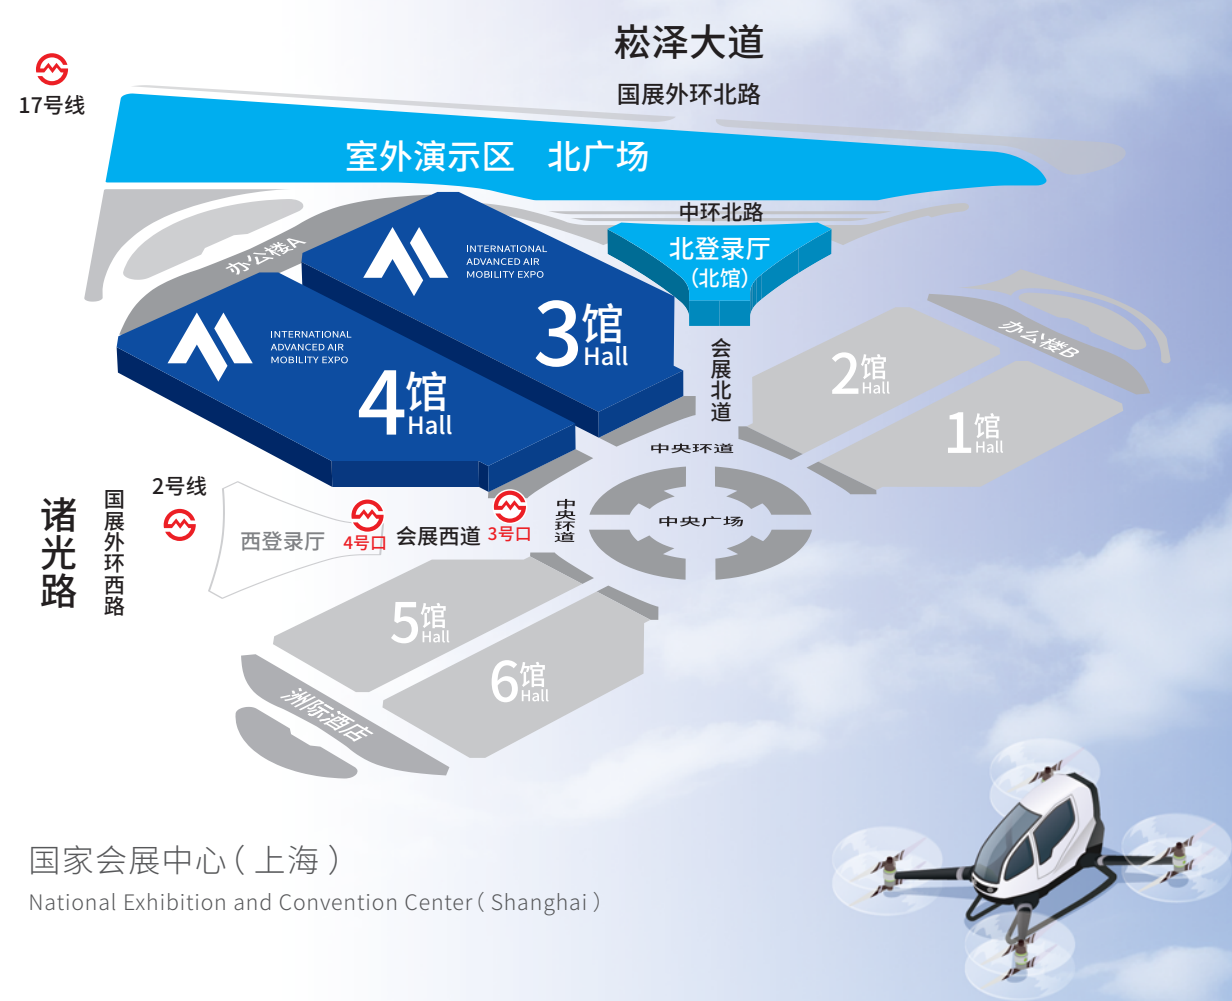 崧泽大道
国展外环北路
17号线
室外演示区 北广场
中环北路
北登录厅
（北馆）
办公楼A
INTERNATIONAL
ADVANCED AIR
MOBILITY EXPO
3馆
Hall
INTERNATIONAL
ADVANCED AIR
MOBILITY EXPO
4馆
Hall
会展北道
办公楼B
2馆
Hall
1馆
Hall
中央环道
2号线
诸光路
国展外环西路
西登录厅
4号口
会展西道
3号口
中央环道
中央广场
5馆
Hall
6馆
Hall
洲际酒店
国家会展中心（上海）
National Exhibition and Convention Center（Shanghai）